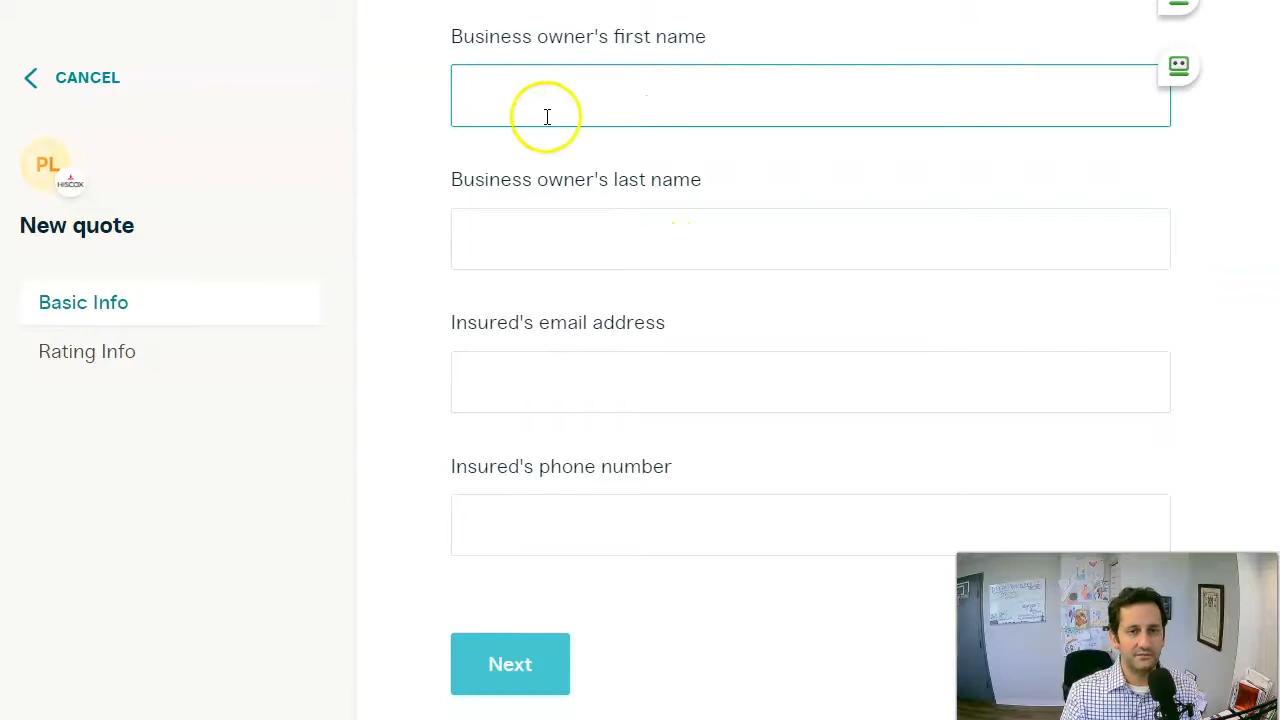 Business owner's first name
CANCEL
PL
HISCOX
New quote
Business owner's last name
Basic Info
Insured's email address
Rating Info
Insured's phone number
Next